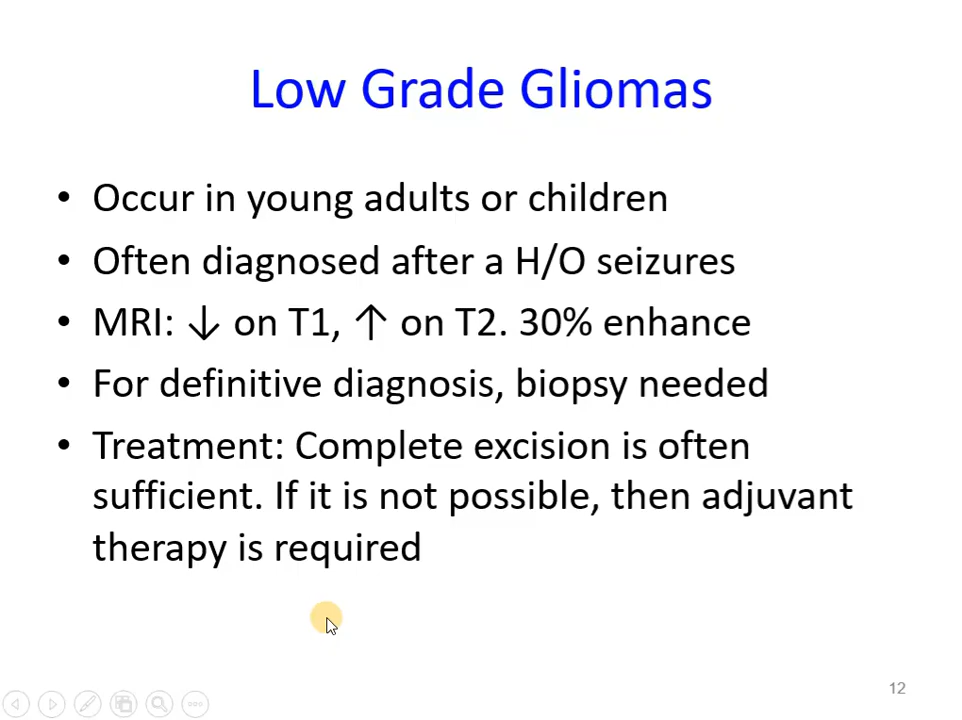 Low Grade Gliomas
• Occur in young adults or children
• Often diagnosed after a H/O seizures
• MRI: ↓ on T1, ↑ on T2. 30% enhance
• For definitive diagnosis, biopsy needed
• Treatment: Complete excision is often
sufficient. If it is not possible, then adjuvant
therapy is required
12